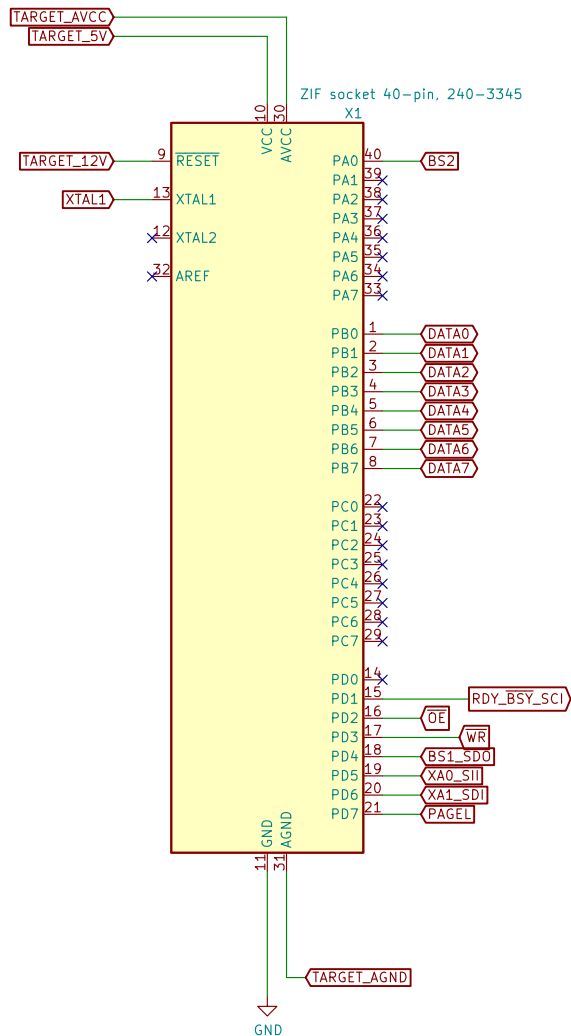 TARGET_AVCC
TARGET_5V
ZIF socket 40-pin, 240-3345
X1
10 VCC
30 AVCC
TARGET_12V 9 RESET
XTAL1 13 XTAL1
12 XTAL2
32 AREF
PA0 40 BS2
PA1 39
PA2 38
PA3 37
PA4 36
PA5 35
PA6 34
PA7 33
PB0 1 DATA0
PB1 2 DATA1
PB2 3 DATA2
PB3 4 DATA3
PB4 5 DATA4
PB5 6 DATA5
PB6 7 DATA6
PB7 8 DATA7
PC0 22
PC1 23
PC2 24
PC3 25
PC4 26
PC5 27
PC6 28
PC7 29
PD0 14
PD1 15 RDY_BSY_SCI
PD2 16 OE
PD3 17 WR
PD4 18 BS1_SDO
PD5 19 XA0_SII
PD6 20 XA1_SDI
PD7 21 PAGEL
GND 11
AGND 31
TARGET_AGND
GND